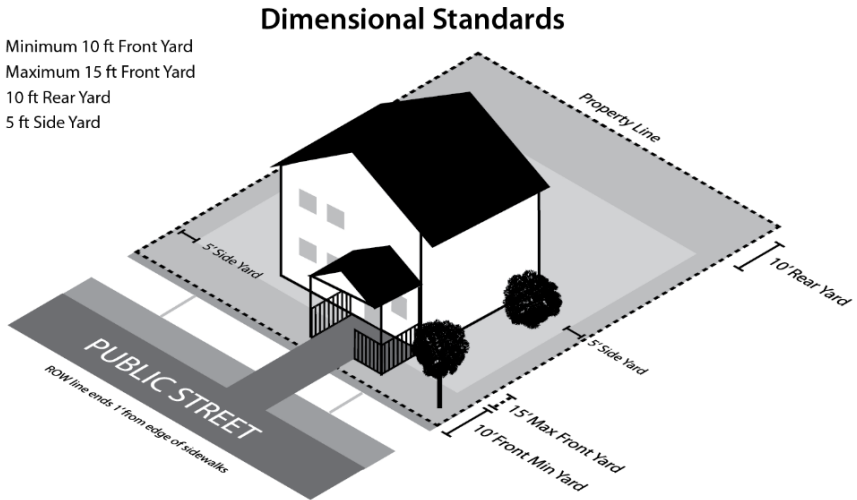 Dimensional Standards
Minimum 10 ft Front Yard
Maximum 15 ft Front Yard
10 ft Rear Yard
5 ft Side Yard
Property Line
5' Side Yard
10' Rear Yard
5' Side Yard
15' Max Front Yard
10' Front Min Yard
PUBLIC STREET
ROW line ends 1' from edge of sidewalks